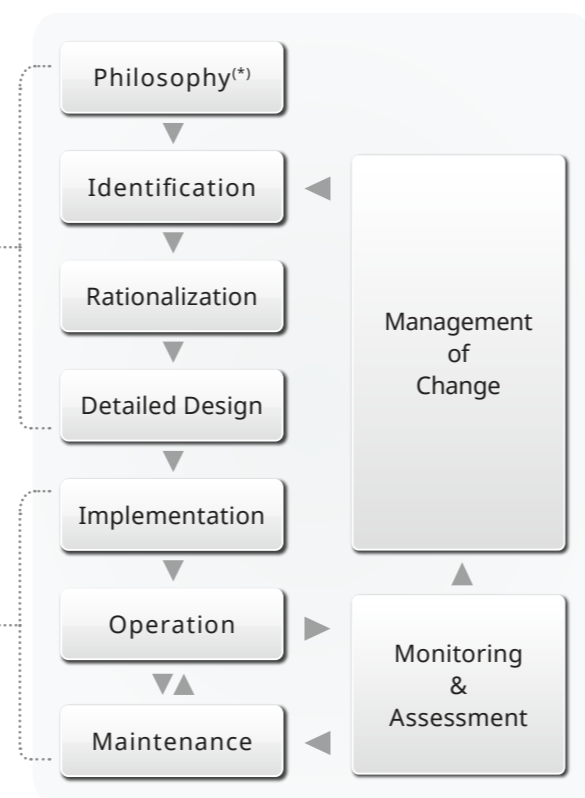 Philosophy(*)
Identification
Rationalization
Detailed Design
Implementation
Operation
Maintenance
Management
of
Change
Monitoring
&
Assessment